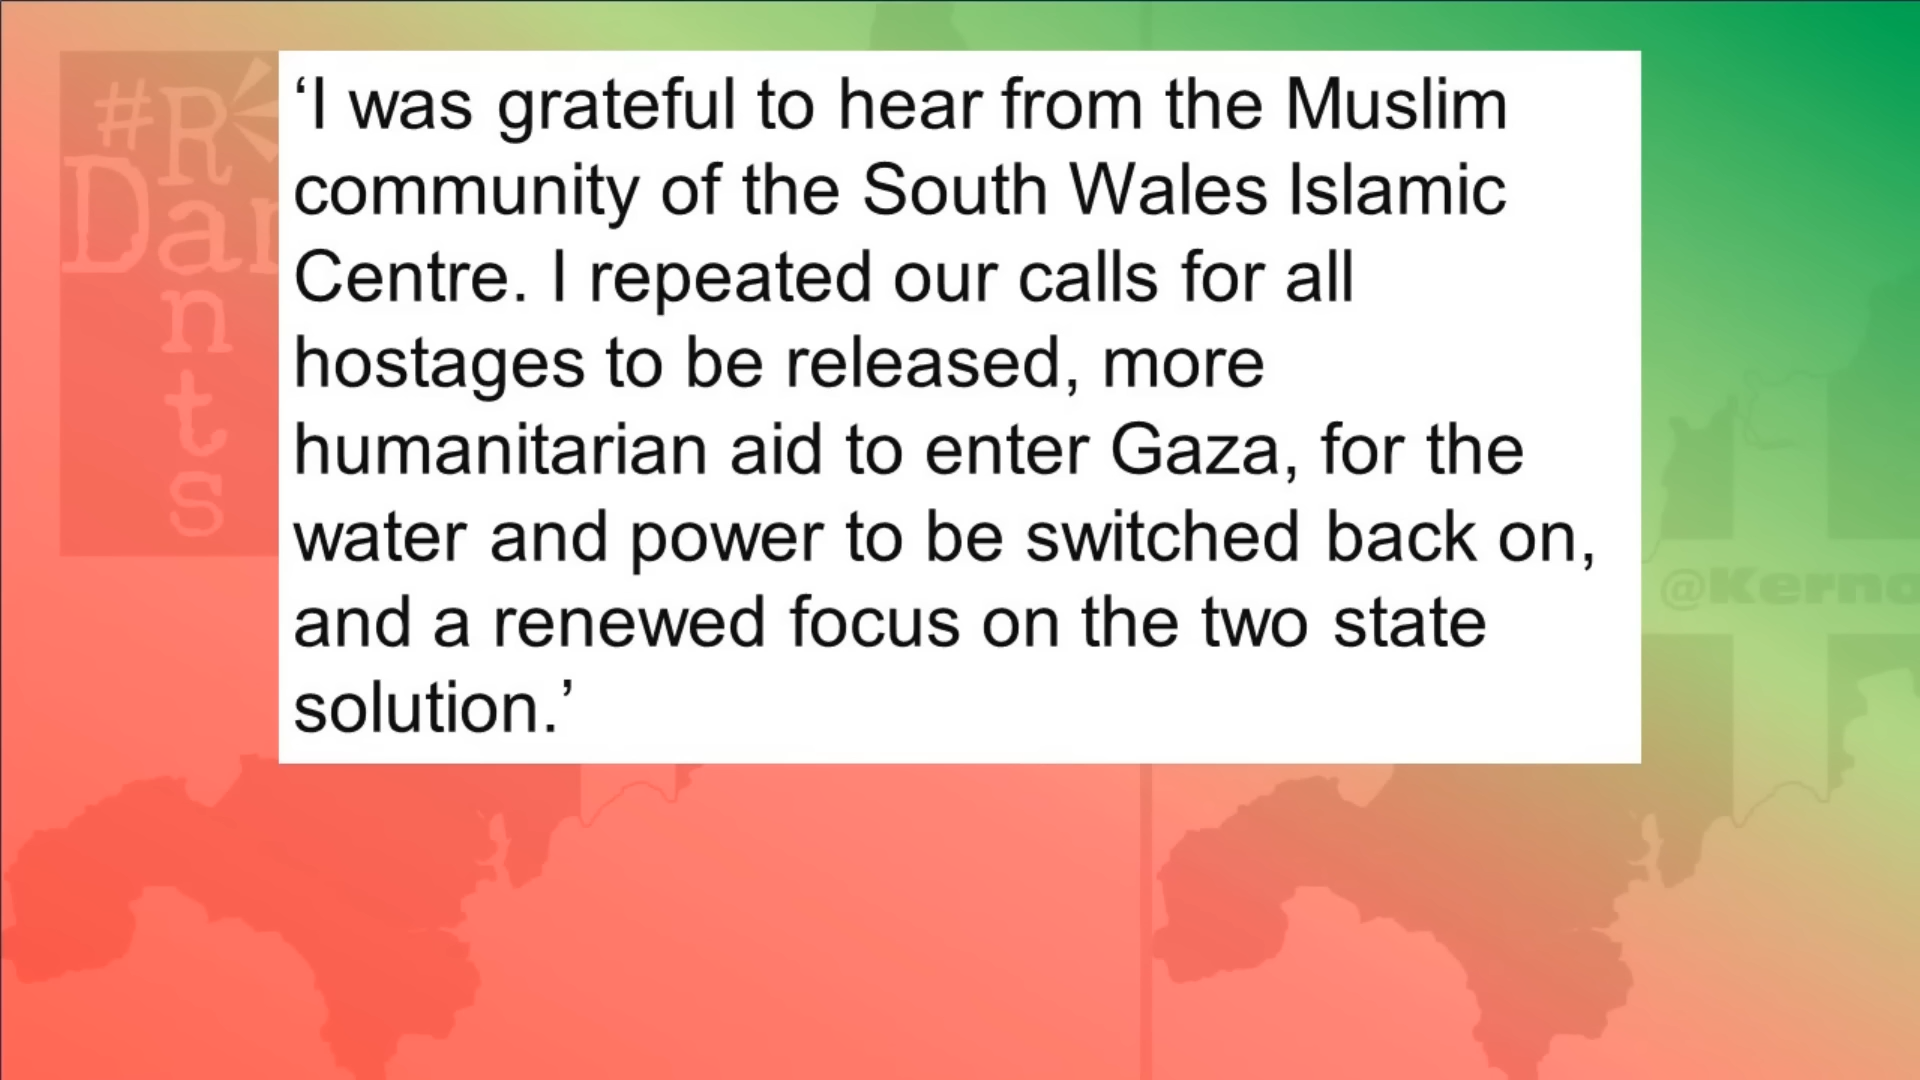 #R
Dan
n
t
s
‘I was grateful to hear from the Muslim
community of the South Wales Islamic
Centre. I repeated our calls for all
hostages to be released, more
humanitarian aid to enter Gaza, for the
water and power to be switched back on,
and a renewed focus on the two state
solution.’
@Kerno